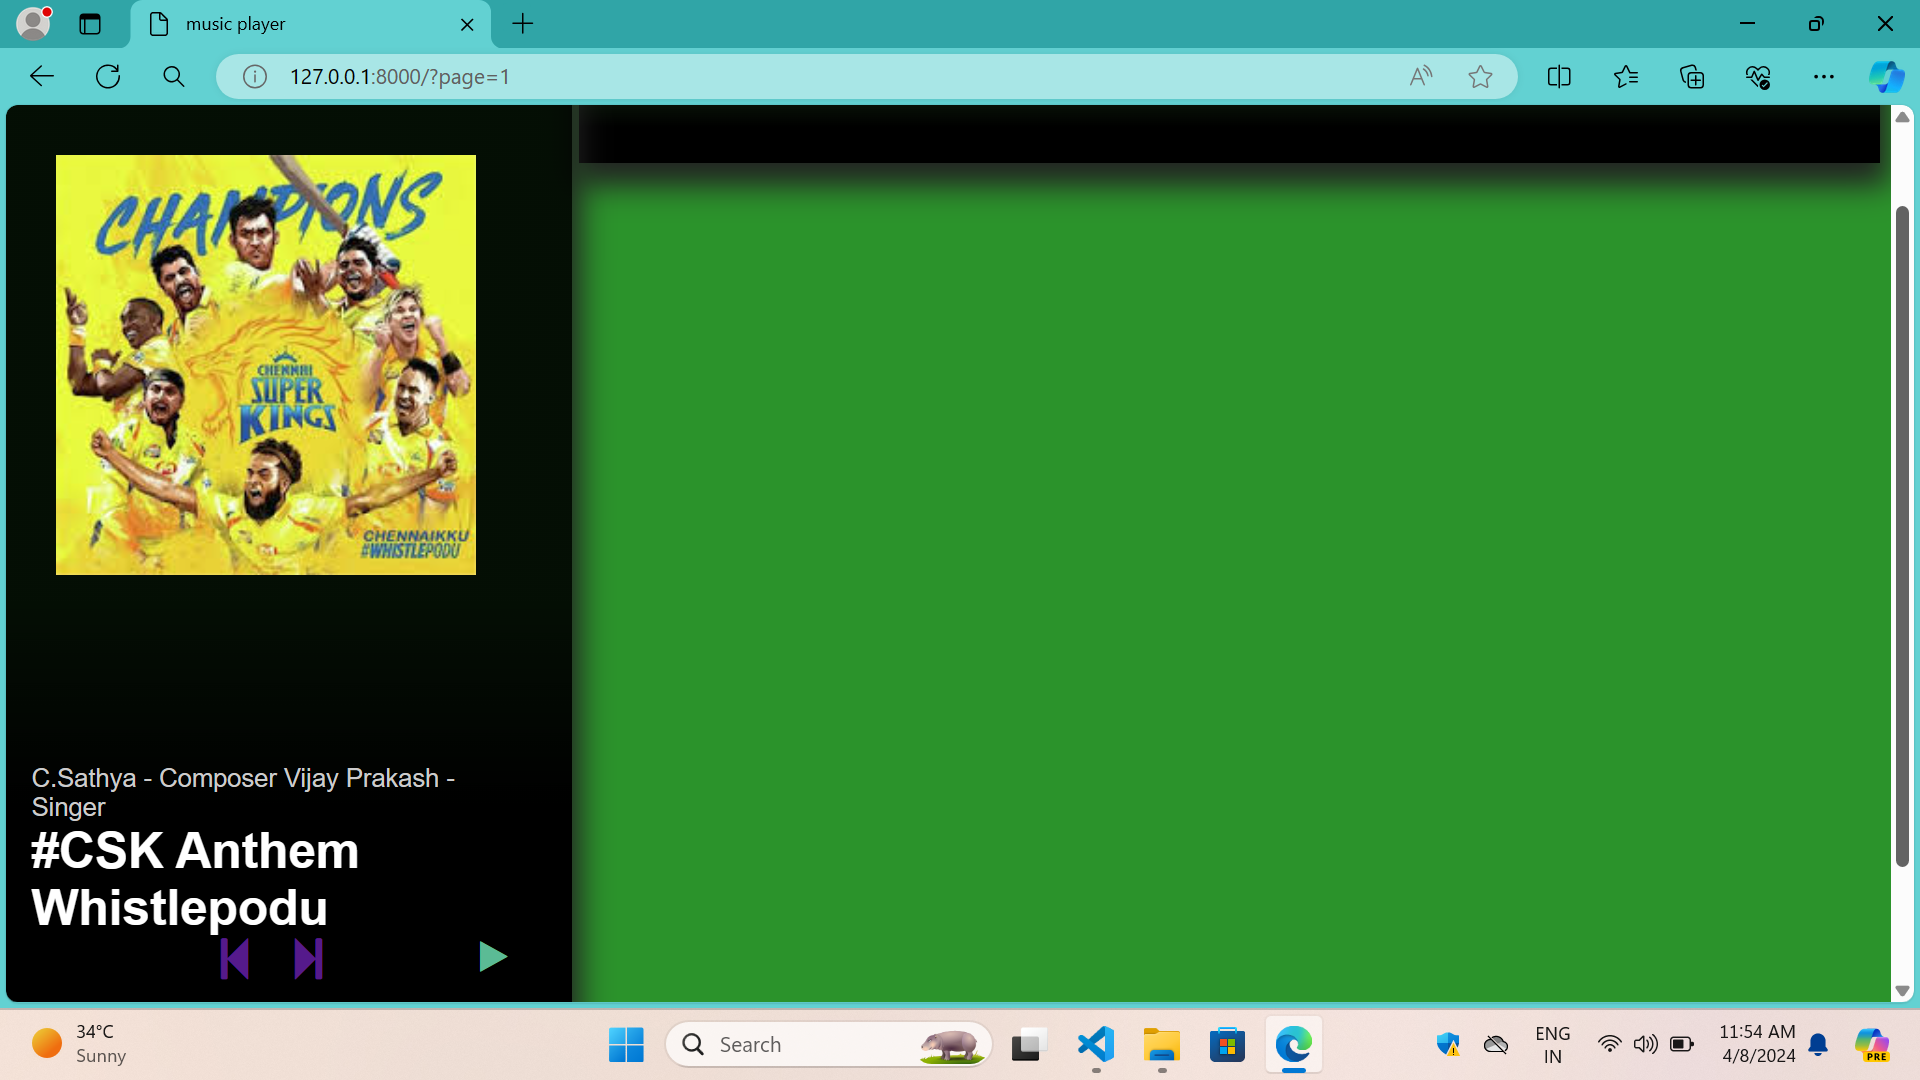 music player
127.0.0.1:8000/?page=1
CHAMPIONS
CHENNAI
SUPER
KINGS
CHENNAIKKU
#WHISTLEPODU
C.Sathya - Composer Vijay Prakash -
Singer
#CSK Anthem
Whistlepodu
34°C
Sunny
Search
ENG
IN
11:54 AM
4/8/2024
PRE